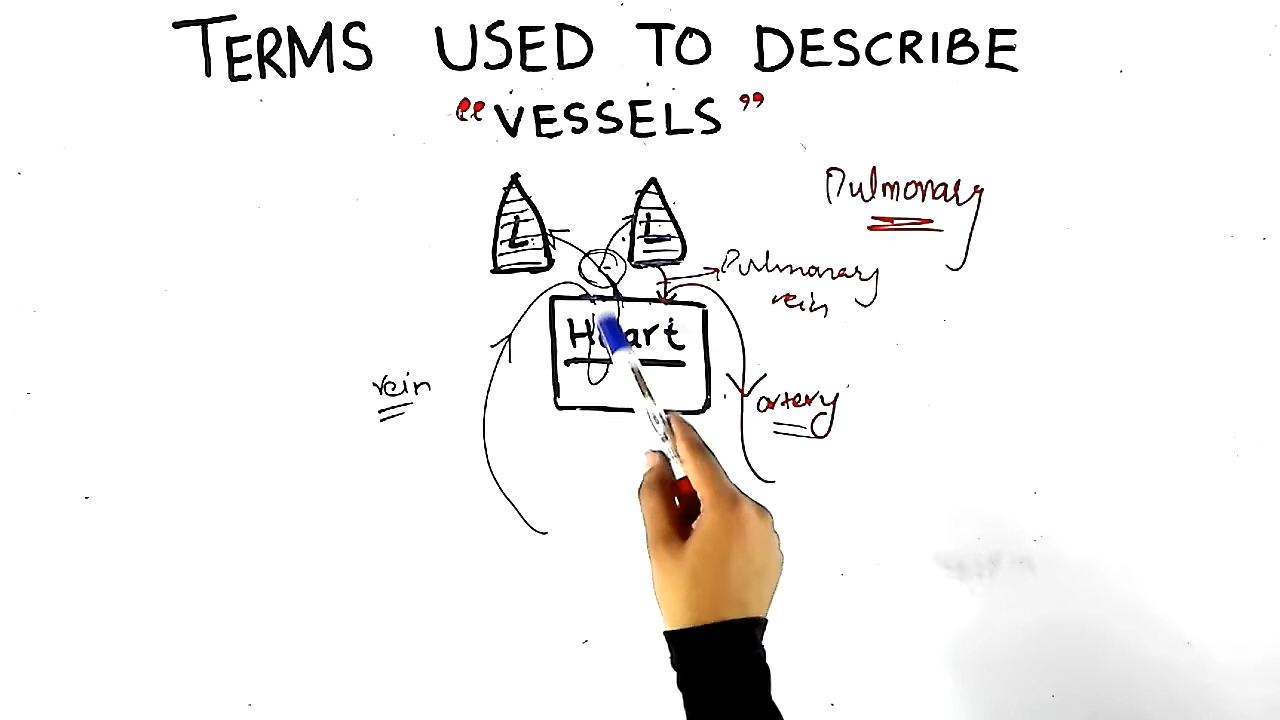 TERMS USED TO DESCRIBE
"VESSELS"
Pulmonary
L
L
Pulmonary
vein
Heart
vein
artery